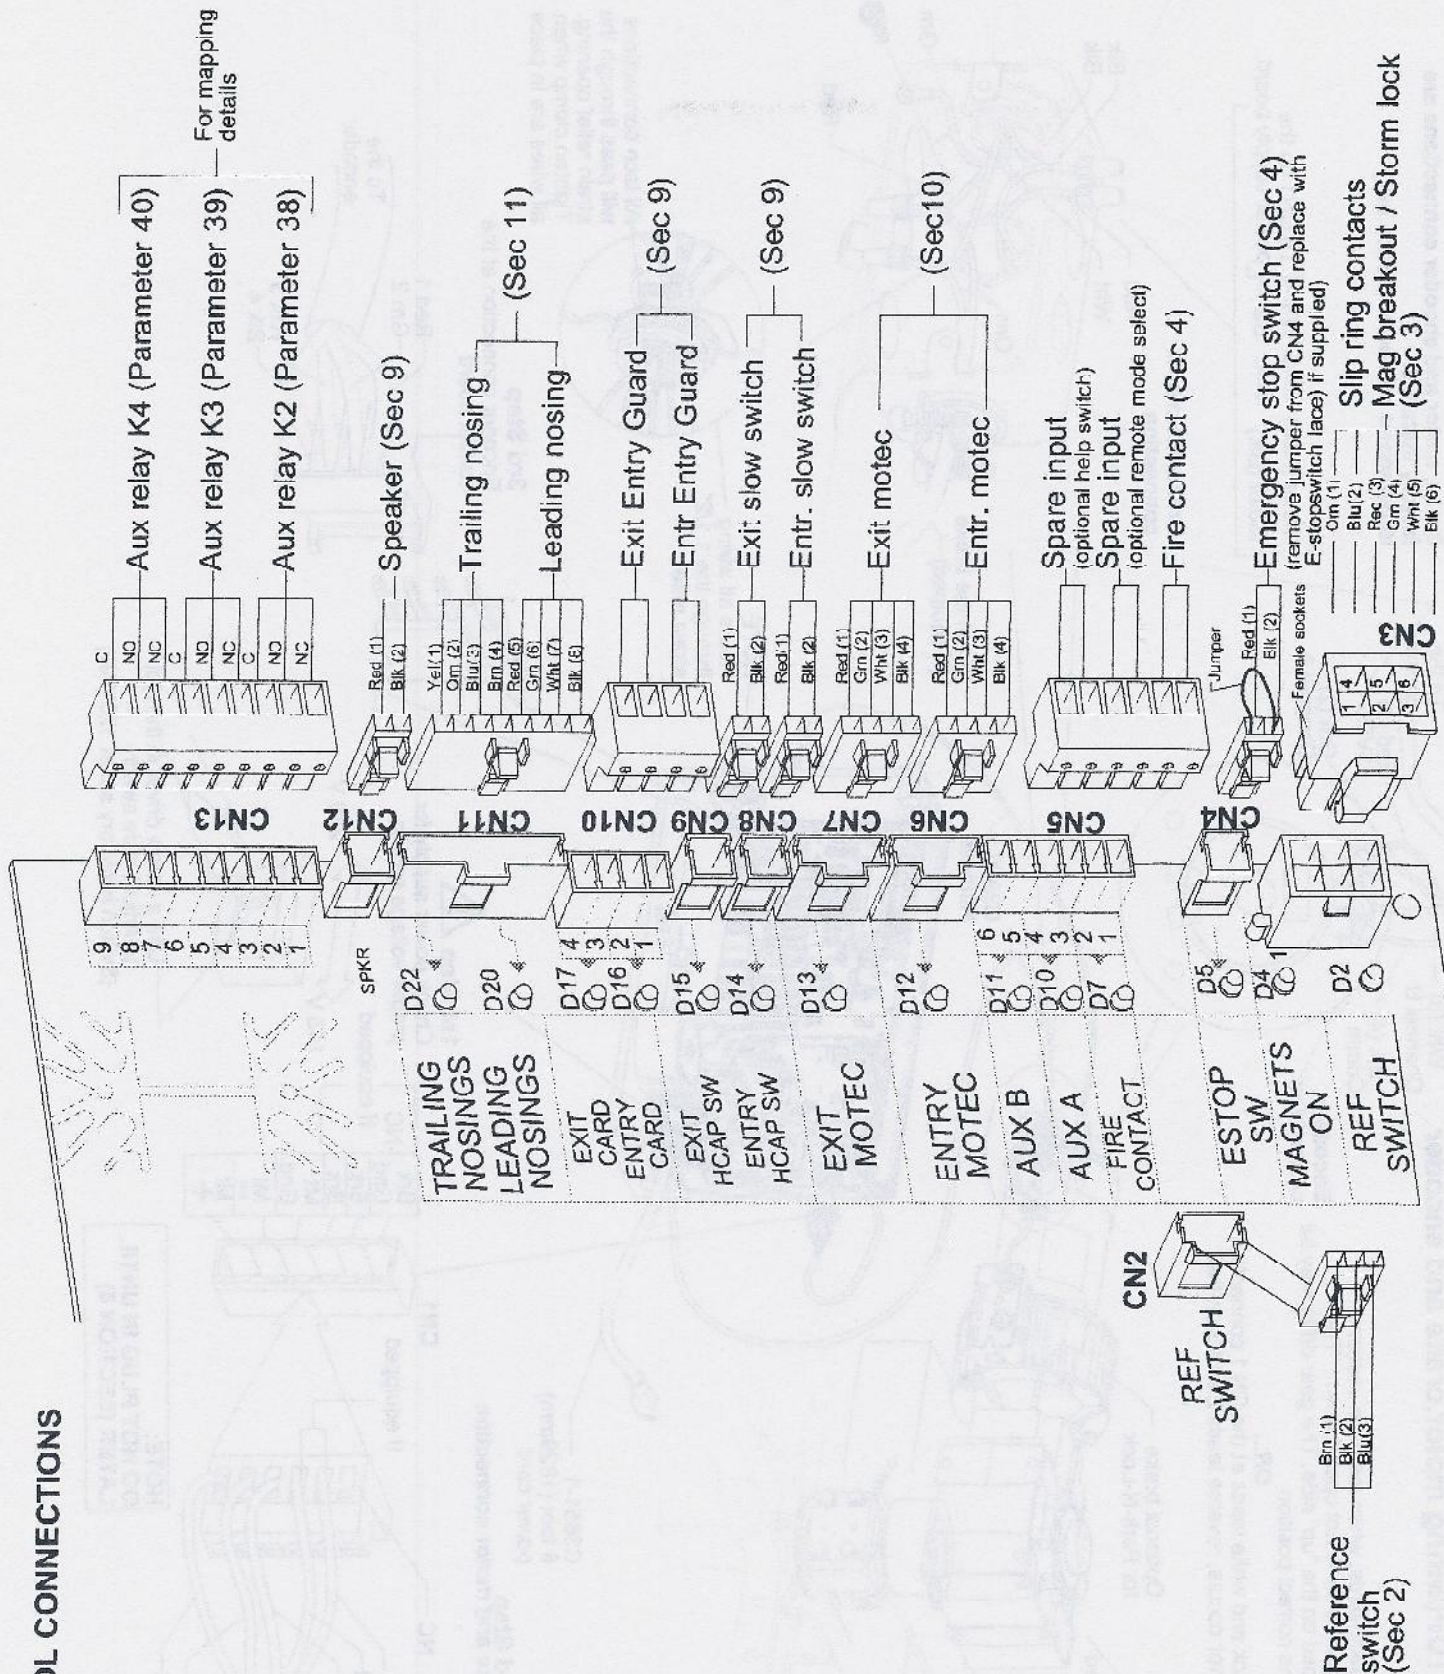 OL CONNECTIONS
For mapping
details
Aux relay K4 (Parameter 40)
Aux relay K3 (Parameter 39)
Aux relay K2 (Parameter 38)
C
NO
NC
C
NO
NC
C
NO
NC
CN13
9
8
7
6
5
4
3
2
1
Speaker (Sec 9)
Red (1)
Blk (2)
CN12
SPKR
Trailing nosing
Leading nosing
(Sec 11)
Yel(1)
Orn (2)
Blu(3)
Brn (4)
Red (5)
Grn (6)
Wht (7)
Blk (8)
CN11
D22
D20
TRAILING
NOSINGS
LEADING
NOSINGS
Exit Entry Guard
Entr Entry Guard
(Sec 9)
CN10
4
3
2
1
D17
D16
EXIT
CARD
ENTRY
CARD
Exit slow switch
Entr. slow switch
(Sec 9)
Red (1)
Blk (2)
Red(1)
Blk (2)
CN9
CN8
D15
D14
EXIT
HCAP SW
ENTRY
HCAP SW
Exit motec
Entr. motec
(Sec10)
Red(1)
Grn (2)
Wht (3)
Blk(4)
Red(1)
Grn (2)
Wht (3)
Blk (4)
CN7
CN6
D13
D12
EXIT
MOTEC
ENTRY
MOTEC
Spare input
(optional help switch)
Spare input
(optional remote mode select)
Fire contact (Sec 4)
CN5
6
5
4
3
2
1
D11
D10
D7
AUX B
AUX A
FIRE
CONTACT
Emergency stop switch (Sec 4)
(remove jumper from CN4 and replace with
E-stopswitch lace) if supplied)
Jumper
Red (1)
Blk (2)
CN4
D5
D4
1
D2
ESTOP
SW
MAGNETS
ON
REF
SWITCH
Female sockets
Slip ring contacts
Mag breakout / Storm lock
(Sec 3)
Orn (1)
Blu(2)
Red (3)
Grn (4)
Wht (5)
Blk (6)
CN3
1 4
2 5
3 6
CN2
REF
SWITCH
Brn (1)
Blk (2)
Blu(3)
Reference
switch
(Sec 2)